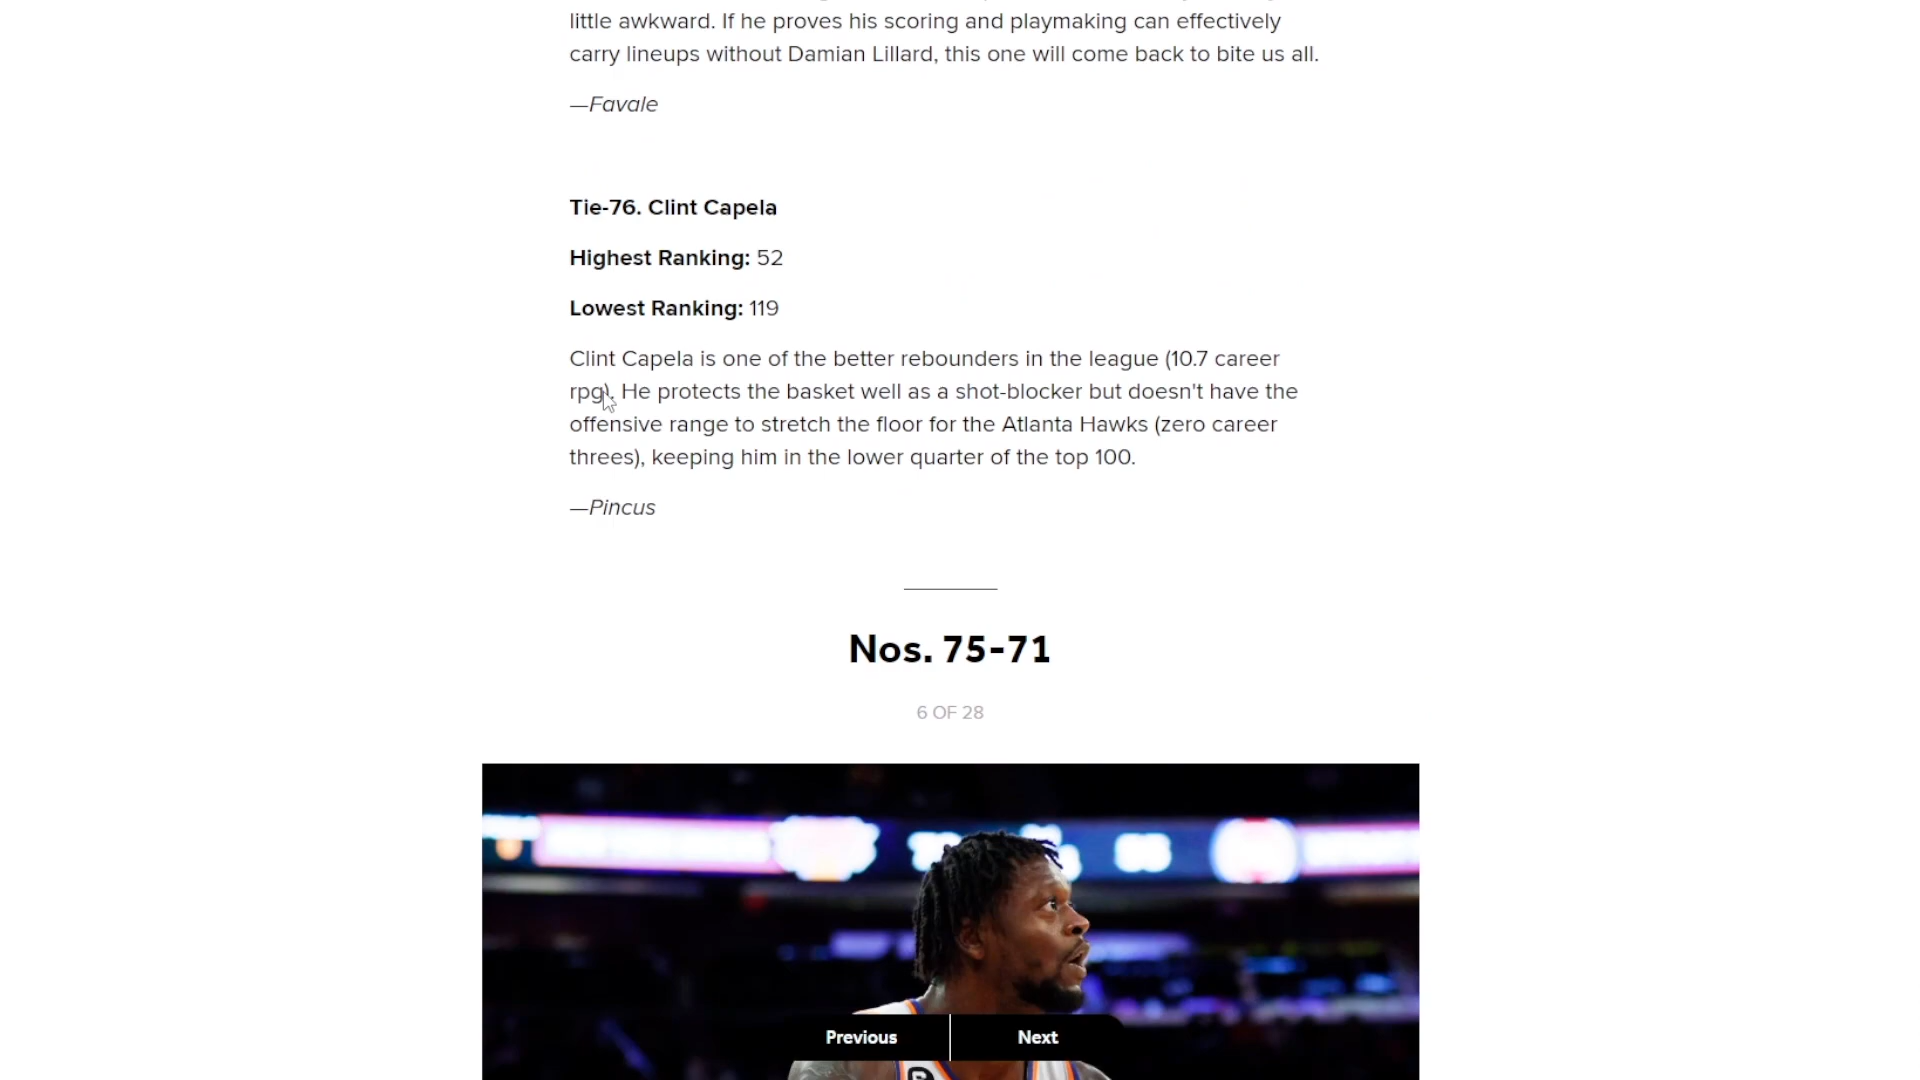 little awkward. If he proves his scoring and playmaking can effectively
carry lineups without Damian Lillard, this one will come back to bite us all.
—Favale
Tie-76. Clint Capela
Highest Ranking: 52
Lowest Ranking: 119
Clint Capela is one of the better rebounders in the league (10.7 career
rpg). He protects the basket well as a shot-blocker but doesn't have the
offensive range to stretch the floor for the Atlanta Hawks (zero career
threes), keeping him in the lower quarter of the top 100.
—Pincus
Nos. 75-71
6 OF 28
Previous
Next